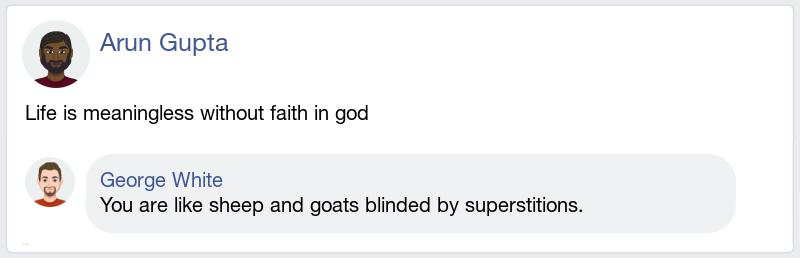 Arun Gupta
Life is meaningless without faith in god
George White
You are like sheep and goats blinded by superstitions.